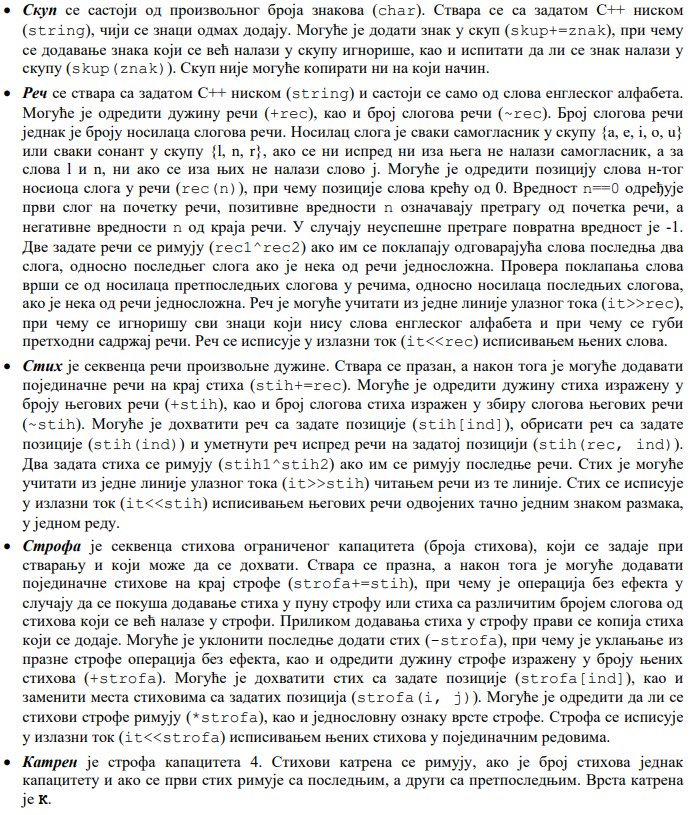 • Скуп се састоји од произвољног броја знакова (char). Ствара се са задатом C++ ниском
(string), чији се знаци одмах додају. Могуће је додати знак у скуп (skup+=znak), при чему
се додавање знака који се већ налази у скупу игнорише, као и испитати да ли се знак налази у
скупу (skup(znak)). Скуп није могуће копирати ни на који начин.
• Реч се ствара са задатом C++ ниском (string) и састоји се само од слова енглеског алфабета.
Могуће је одредити дужину речи (+rec), као и број слогова речи (~rec). Број слогова речи
једнак је броју носилаца слогова речи. Носилац слога је сваки самогласник у скупу {a, e, i, o, u}
или сваки сонант у скупу {l, n, r}, ако се ни испред ни иза њега не налази самогласник, а за
слова l и n, ни ако се иза њих не налази слово j. Могуће је одредити позицију слова н-тог
носиоца слога у речи (rec(n)), при чему позиције слова крећу од 0. Вредност n==0 одређује
први слог на почетку речи, позитивне вредности n означавају претрагу од почетка речи, а
негативне вредности n од краја речи. У случају неуспешне претраге повратна вредност је -1.
Две задате речи се римују (rec1^rec2) ако им се поклапају одговарајућа слова последња два
слога, односно последњег слога ако је нека од речи једносложна. Провера поклапања слова
врши се од носилаца претпоследњих слогова у речима, односно носилаца последњих слогова,
ако је нека од речи једносложна. Реч је могуће учитати из једне линије улазног тока (it>>rec),
при чему се игноришу сви знаци који нису слова енглеског алфабета и при чему се губи
претходни садржај речи. Реч се исписује у излазни ток (it<<rec) исписивањем њених слова.
• Стих је секвенца речи произвољне дужине. Ствара се празан, а након тога је могуће додавати
појединачне речи на крај стиха (stih+=rec). Могуће је одредити дужину стиха изражену у
броју његових речи (+stih), као и број слогова стиха изражен у збиру слогова његових речи
(~stih). Могуће је дохватити реч са задате позиције (stih[ind]), обрисати реч са задате
позиције (stih(ind)) и уметнути реч испред речи на задатој позицији (stih(rec, ind)).
Два задата стиха се римују (stih1^stih2) ако им се римују последње речи. Стих је могуће
учитати из једне линије улазног тока (it>>stih) читањем речи из те линије. Стих се исписује
у излазни ток (it<<stih) исписивањем његових речи одвојених тачно једним знаком размака,
у једном реду.
• Строфа је секвенца стихова ограниченог капацитета (броја стихова), који се задаје при
стварању и који може да се дохвати. Ствара се празна, а након тога је могуће додавати
појединачне стихове на крај строфе (strofa+=stih), при чему је операција без ефекта у
случају да се покуша додавање стиха у пуну строфу или стиха са различитим бројем слогова од
стихова који се већ налазе у строфи. Приликом додавања стиха у строфу прави се копија стиха
који се додаје. Могуће је уклонити последње додати стих (-strofa), при чему је уклањање из
празне строфе операција без ефекта, као и одредити дужину строфе изражену у броју њених
стихова (+strofa). Могуће је дохватити стих са задате позиције (strofa[ind]), као и
заменити места стиховима са задатих позиција (strofa(i, j)). Могуће је одредити да ли се
стихови строфе римују (*strofa), као и једнословну ознаку врсте строфе. Строфа се исписује
у излазни ток (it<<strofa) исписивањем њених стихова у појединачним редовима.
• Катрен је строфа капацитета 4. Стихови катрена се римују, ако је број стихова једнак
капацитету и ако се први стих римује са последњим, а други са претпоследњим. Врста катрена
је К.